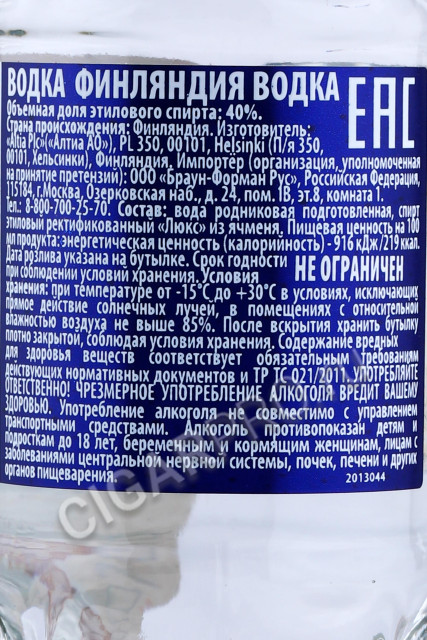 ВОДКА ФИНЛЯНДИЯ ВОДКА
Объемная доля этилового спирта: 40%.
Страна происхождения: Финляндия. Изготовитель:
«Altia Plc»(«Алтиа АО»), PL 350, 00101, Helsinki (П/я 350,
00101, Хельсинки), Финляндия. Импортёр (организация, уполномоченная
на принятие претензий): ООО «Браун-Форман Рус», Российская Федерация,
115184, г.Москва, Озерковская наб., д. 24, пом. 1В, эт.8, комната 1.
Тел.: 8-800-700-25-70. Состав: вода родниковая подготовленная, спирт
этиловый ректификованный «Люкс» из ячменя. Пищевая ценность на 100
мл продукта: энергетическая ценность (калорийность) - 916 кДж/219 ккал.
Дата розлива указана на бутылке. Срок годности
при соблюдении условий хранения. Условия
НЕ ОГРАНИЧЕН
хранения: при температуре от -15°С до +30°С в условиях, исключающих
прямое действие солнечных лучей, в помещениях с относительной
влажностью воздуха не выше 85%. После вскрытия хранить бутылку
плотно закрытой, соблюдая условия хранения. Содержание вредных
для здоровья веществ соответствует обязательным требованиям
действующих нормативных документов и ТР ТС 021/2011. УПОТРЕБЛЯЙТЕ
ОТВЕТСТВЕННО! ЧРЕЗМЕРНОЕ УПОТРЕБЛЕНИЕ АЛКОГОЛЯ ВРЕДИТ ВАШЕМУ
ЗДОРОВЬЮ. Употребление алкоголя не совместимо с управлением
транспортными средствами. Алкоголь противопоказан детям и
подросткам до 18 лет, беременным и кормящим женщинам, лицам с
заболеваниями центральной нервной системы, почек, печени и других
органов пищеварения.
2013044
EAC
CIGARPRO.RU